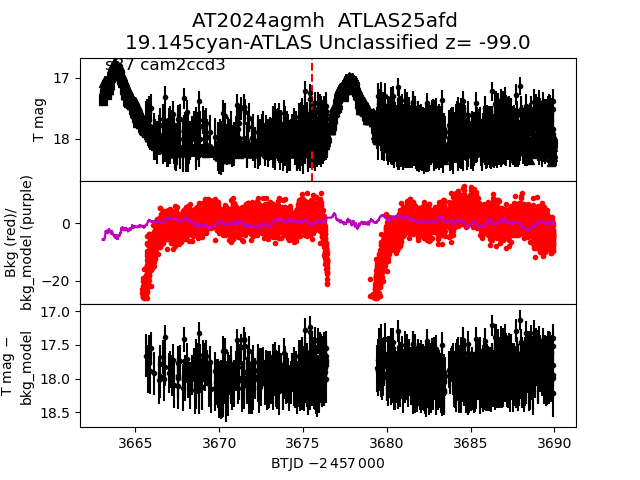 AT2024agmh  ATLAS25afd
19.145cyan-ATLAS Unclassified z= -99.0
s87 cam2ccd3
T mag
17
18
Bkg (red)/
bkg_model (purple)
0
−20
T mag −
bkg_model
17.0
17.5
18.0
18.5
3665 3670 3675 3680 3685 3690
BTJD −2 457 000